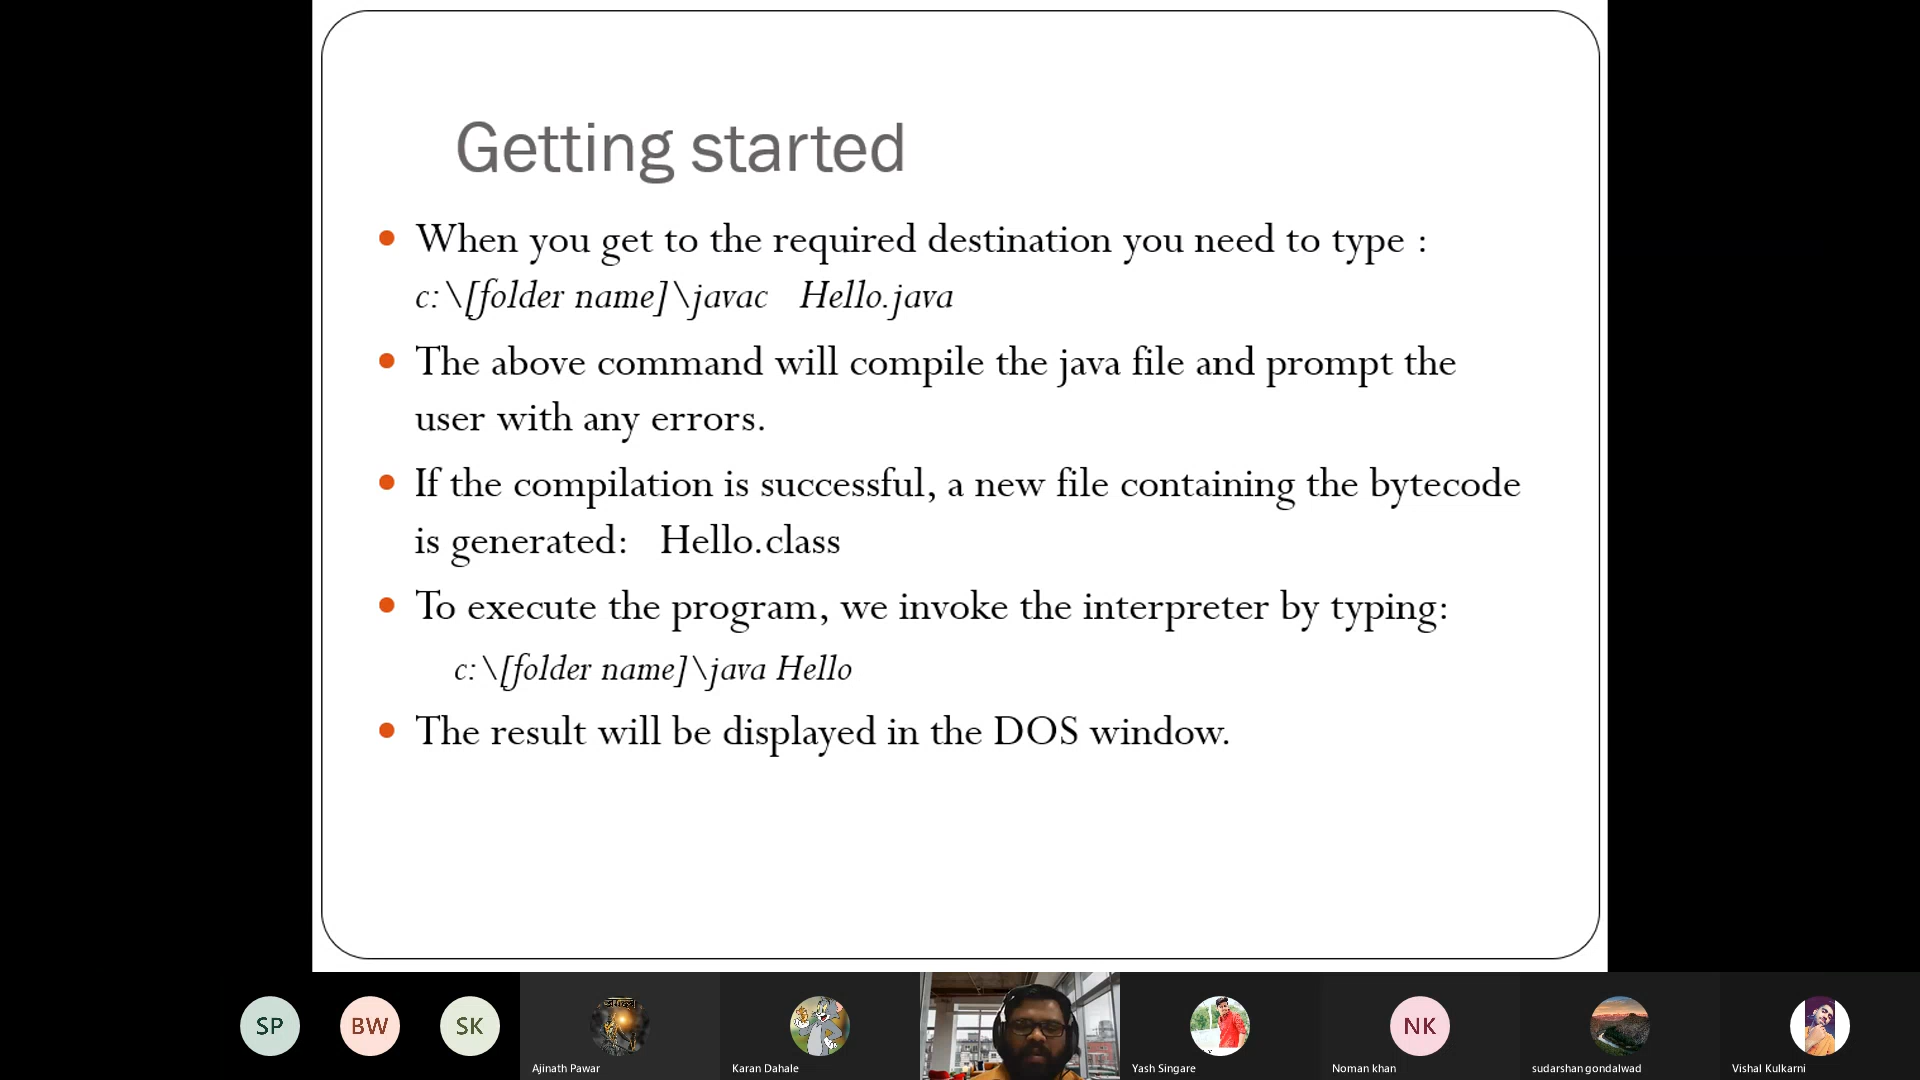 Getting started
• When you get to the required destination you need to type :
c:\[folder name]\javac   Hello.java
• The above command will compile the java file and prompt the
user with any errors.
• If the compilation is successful, a new file containing the bytecode
is generated:   Hello.class
• To execute the program, we invoke the interpreter by typing:
c:\[folder name]\java Hello
• The result will be displayed in the DOS window.
SP
BW
SK
NK
Ajinath Pawar
Karan Dahale
Yash Singare
Noman khan
sudarshan gondalwad
Vishal Kulkarni